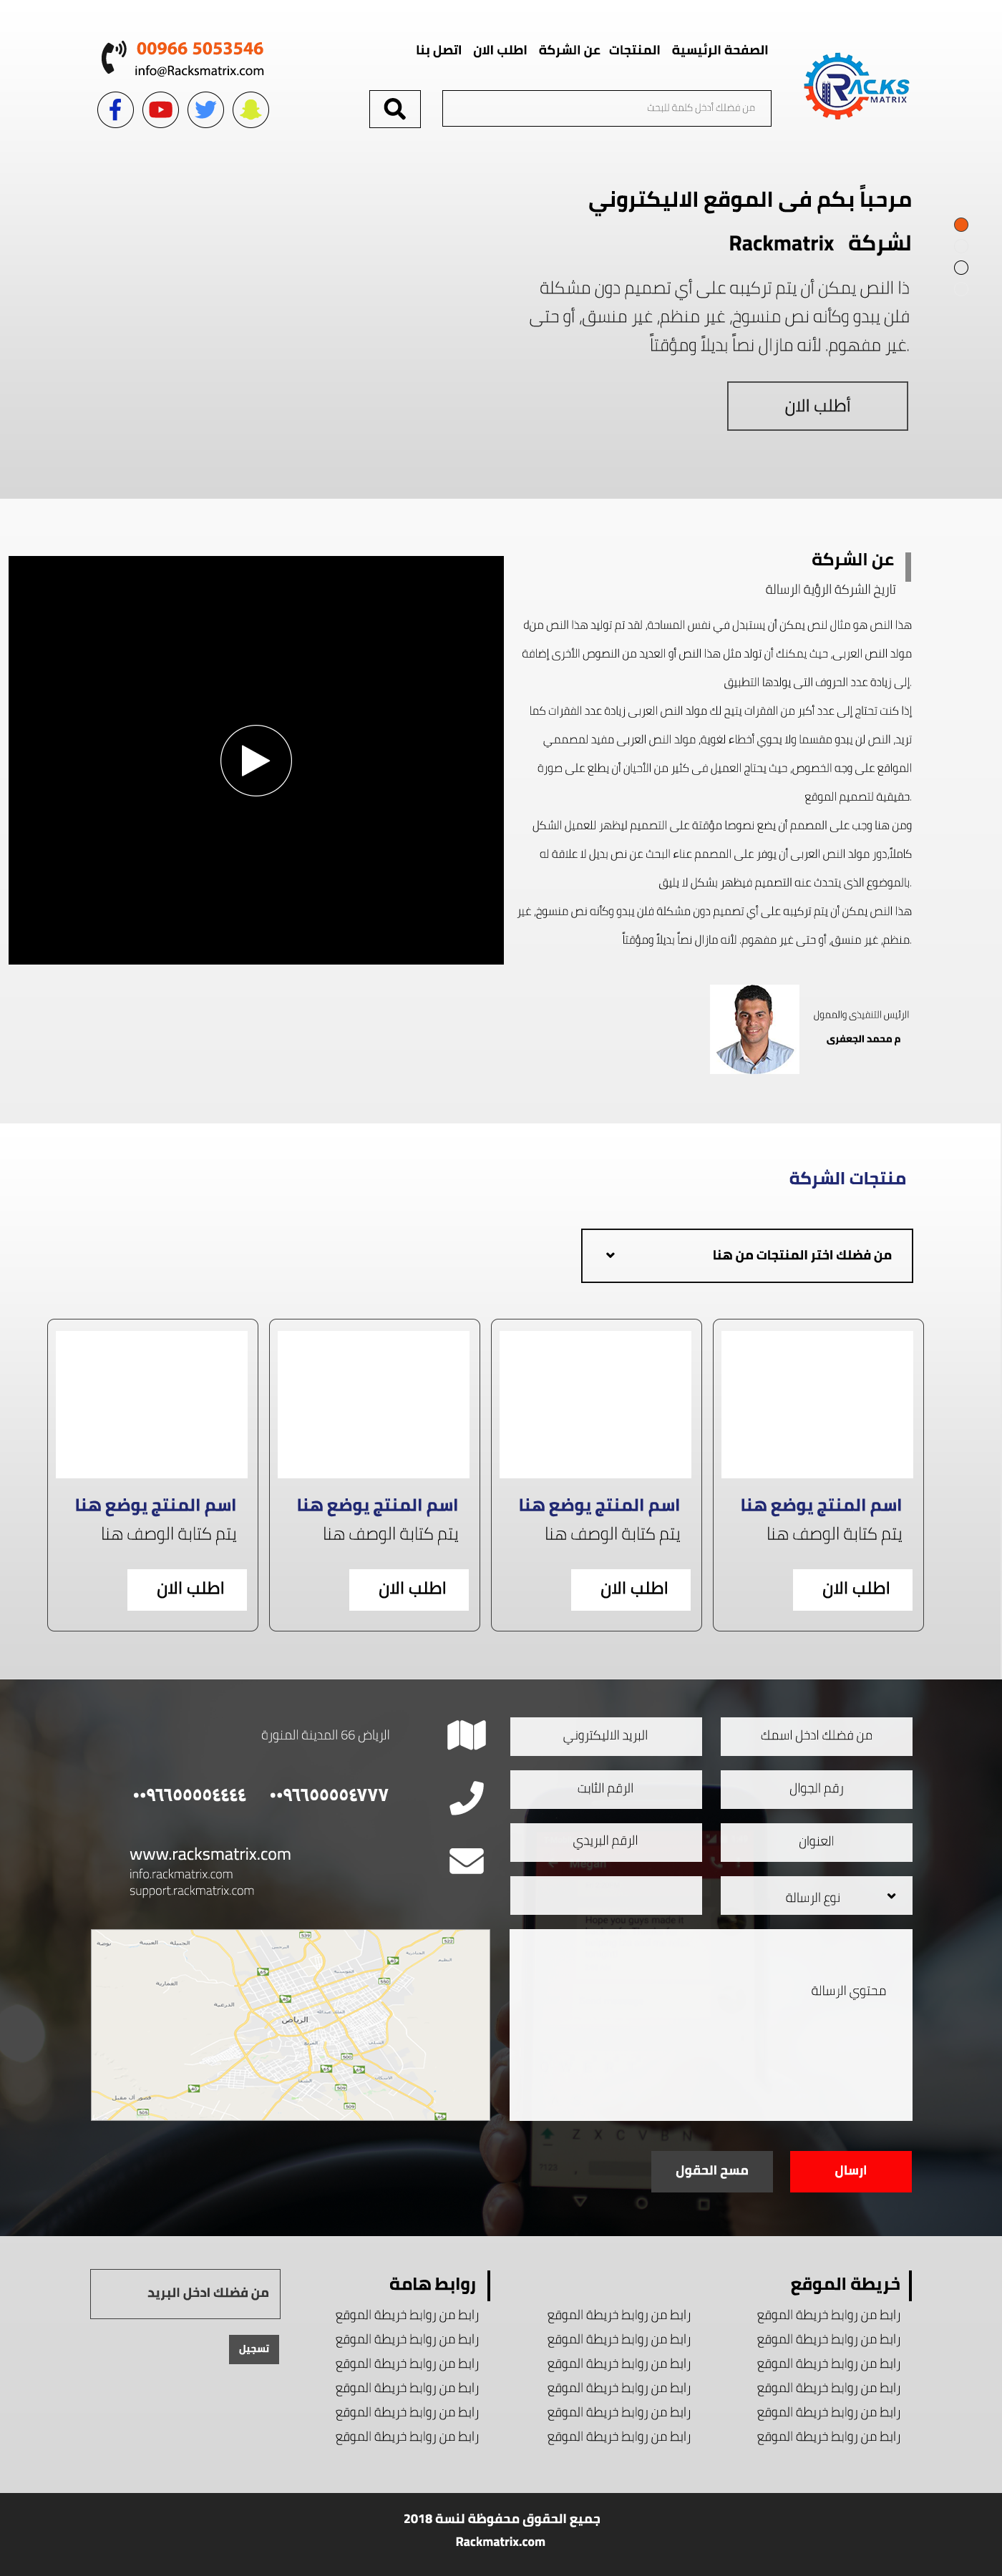 00966 5053546
info@Racksmatrix.com
الصفحة الرئيسية
المنتجات
عن الشركة
اطلب الان
اتصل بنا
RACKS
MATRIX
من فضلك أدخل كلمة للبحث
مرحباً بكم فى الموقع الاليكتروني
لشركة Rackmatrix
ذا النص يمكن أن يتم تركيبه على أي تصميم دون مشكلة
فلن يبدو وكأنه نص منسوخ, غير منظم, غير منسق, أو حتى
غير مفهوم. لأنه مازال نصاً بديلاً ومؤقتاً.
أطلب الان
عن الشركة
تاريخ الشركة الرؤية الرسالة
هذا النص هو مثال لنص يمكن أن يستبدل في نفس المساحة, لقد تم توليد هذا النص منd
مولد النص العربى, حيث يمكنك أن تولد مثل هذا النص أو العديد من النصوص الأخرى إضافة
إلى زيادة عدد الحروف التى يولدها التطبيق.
إذا كنت تحتاج إلى عدد أكبر من الفقرات يتيح لك مولد النص العربى زيادة عدد الفقرات كما
تريد, النص لن يبدو مقسما ولا يحوي أخطاء لغوية, مولد النص العربى مفيد لمصممي
المواقع على وجه الخصوص, حيث يحتاج العميل فى كثير من الأحيان أن يطلع على صورة
حقيقية لتصميم الموقع.
ومن هنا وجب على المصمم أن يضع نصوصا مؤقتة على التصميم ليظهر للعميل الشكل
كاملاً,دور مولد النص العربى أن يوفر على المصمم عناء البحث عن نص بديل لا علاقة له
بالموضوع الذى يتحدث عنه التصميم فيظهر بشكل لا يليق.
هذا النص يمكن أن يتم تركيبه على أي تصميم دون مشكلة فلن يبدو وكأنه نص منسوخ, غير
منظم, غير منسق, أو حتى غير مفهوم. لأنه مازال نصاً بديلاً ومؤقتاً.
الرئيس التنفيذى والممول
م محمد الجعفرى
منتجات الشركة
من فضلك اختر المنتجات من هنا
اسم المنتج يوضع هنا
يتم كتابة الوصف هنا
اطلب الان
اسم المنتج يوضع هنا
يتم كتابة الوصف هنا
اطلب الان
اسم المنتج يوضع هنا
يتم كتابة الوصف هنا
اطلب الان
اسم المنتج يوضع هنا
يتم كتابة الوصف هنا
اطلب الان
من فضلك ادخل اسمك
البريد الاليكتروني
رقم الجوال
الرقم الثابت
العنوان
الرقم البريدي
نوع الرسالة
محتوي الرسالة
ارسال
مسح الحقول
الرياض 66 المدينة المنورة
٠٠٩٦٦٥٥٥٥٤٧٧٧
٠٠٩٦٦٥٥٥٥٤٤٤٤
www.racksmatrix.com
info.rackmatrix.com
support.rackmatrix.com
الرياض
Megan
Hope you guys made it
Z X C V B N
خريطة الموقع
رابط من روابط خريطة الموقع
رابط من روابط خريطة الموقع
رابط من روابط خريطة الموقع
رابط من روابط خريطة الموقع
رابط من روابط خريطة الموقع
رابط من روابط خريطة الموقع
رابط من روابط خريطة الموقع
رابط من روابط خريطة الموقع
رابط من روابط خريطة الموقع
رابط من روابط خريطة الموقع
رابط من روابط خريطة الموقع
رابط من روابط خريطة الموقع
روابط هامة
رابط من روابط خريطة الموقع
رابط من روابط خريطة الموقع
رابط من روابط خريطة الموقع
رابط من روابط خريطة الموقع
رابط من روابط خريطة الموقع
رابط من روابط خريطة الموقع
من فضلك ادخل البريد
تسجيل
جميع الحقوق محفوظة لنسة 2018
Rackmatrix.com